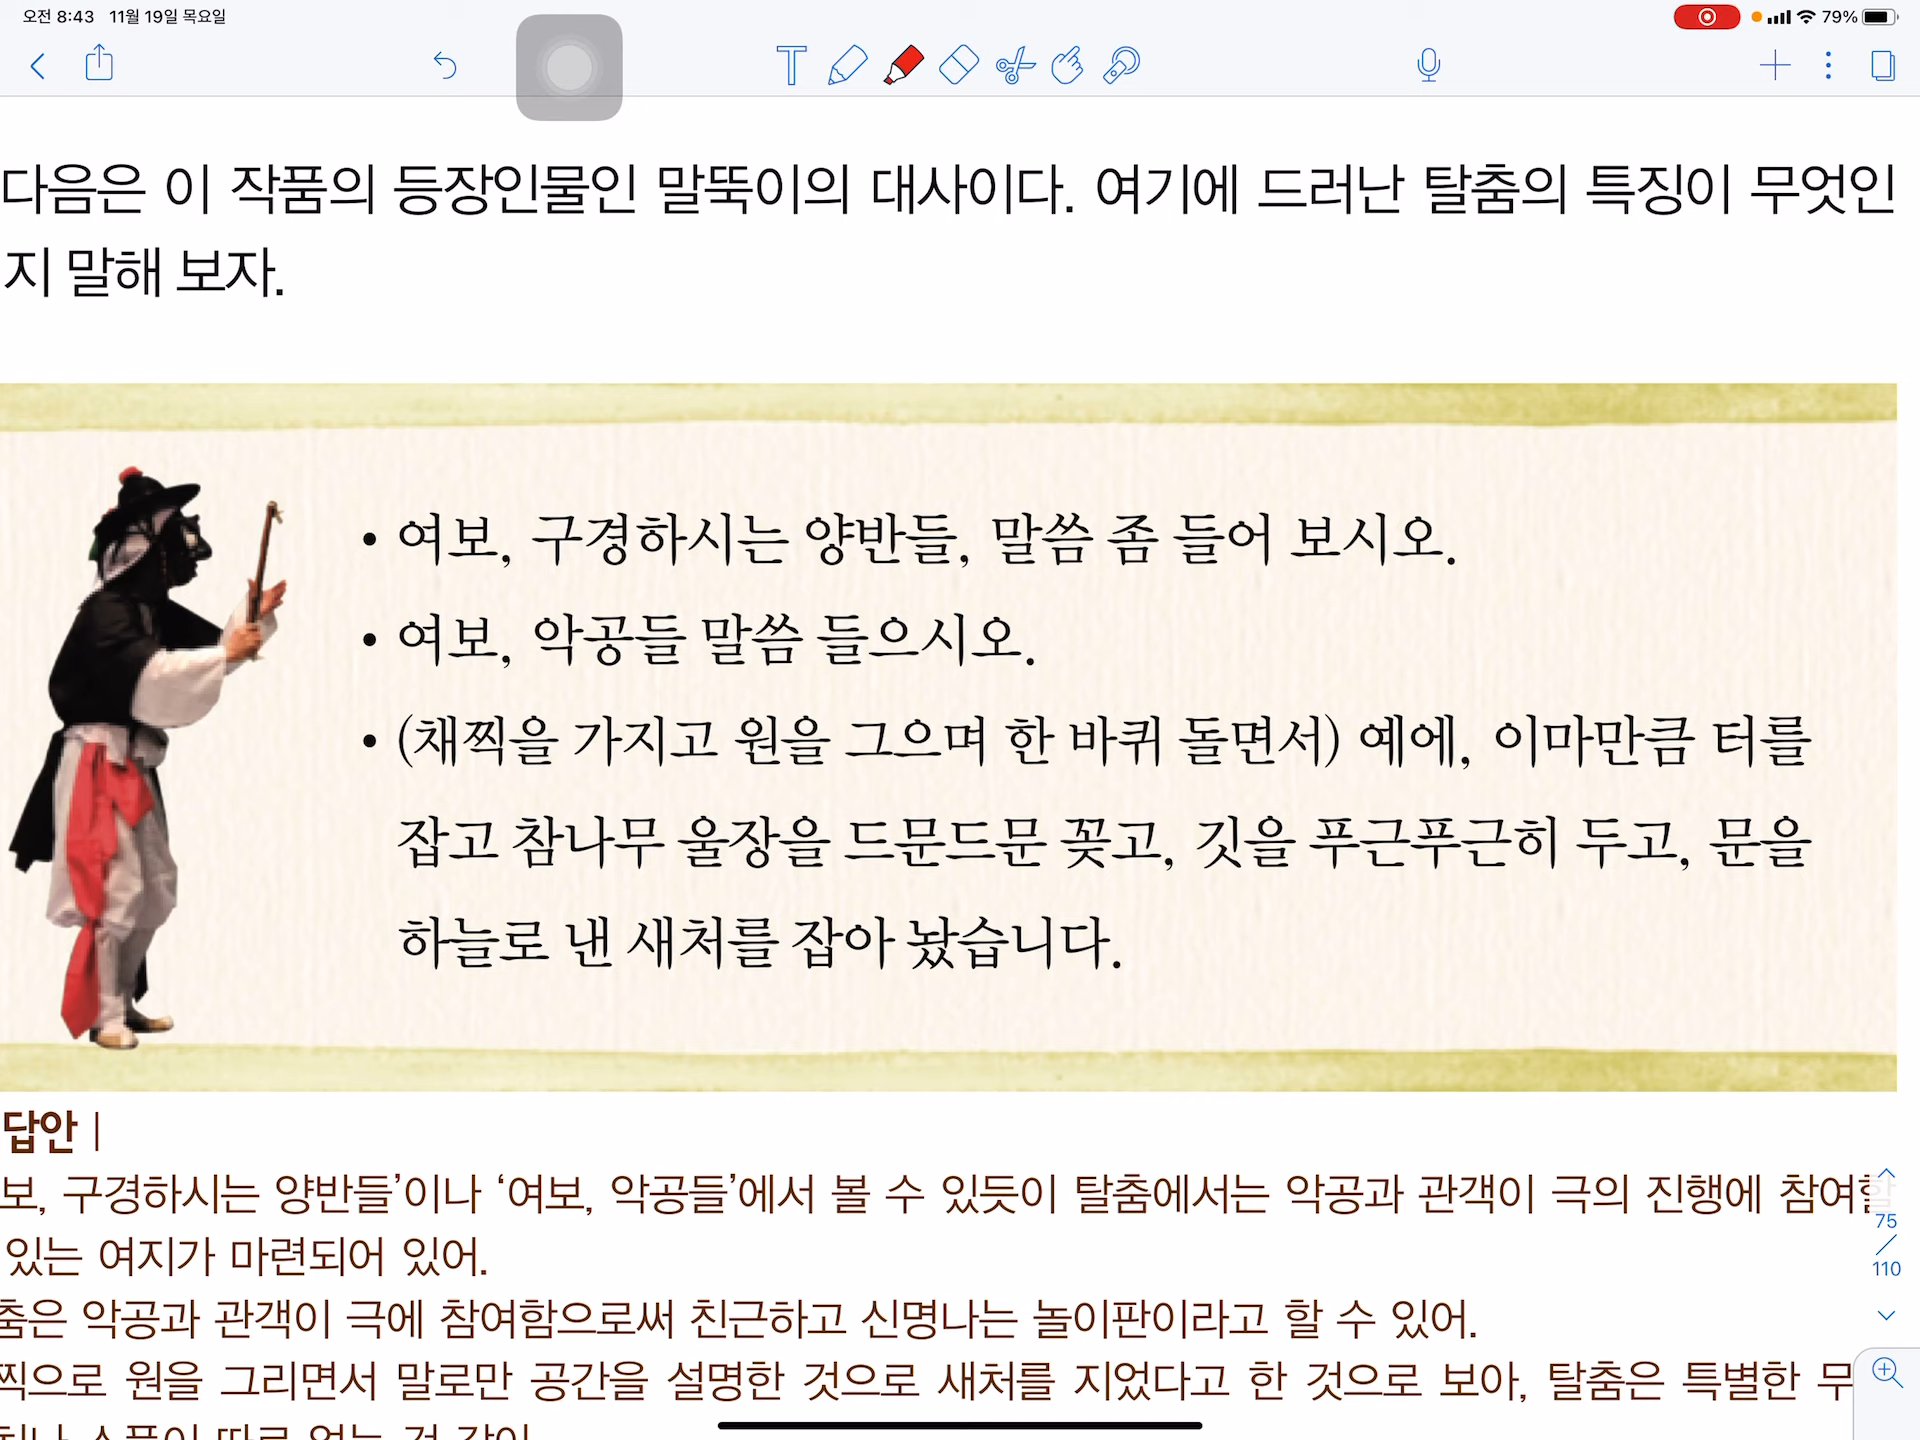 오전 8:43 11월 19일 목요일
79%
T
다음은 이 작품의 등장인물인 말뚝이의 대사이다. 여기에 드러난 탈춤의 특징이 무엇인
지 말해 보자.
• 여보, 구경하시는 양반들, 말씀 좀 들어 보시오.
• 여보, 악공들 말씀 들으시오.
• (채찍을 가지고 원을 그으며 한 바퀴 돌면서) 예에, 이마만큼 터를
잡고 참나무 울장을 드문드문 꽂고, 깃을 푸근푸근히 두고, 문을
하늘로 낸 새처를 잡아 놨습니다.
답안 |
보, 구경하시는 양반들’이나 ‘여보, 악공들’에서 볼 수 있듯이 탈춤에서는 악공과 관객이 극의 진행에 참여할
있는 여지가 마련되어 있어.
춤은 악공과 관객이 극에 참여함으로써 친근하고 신명나는 놀이판이라고 할 수 있어.
찍으로 원을 그리면서 말로만 공간을 설명한 것으로 새처를 지었다고 한 것으로 보아, 탈춤은 특별한 무
75
/
110